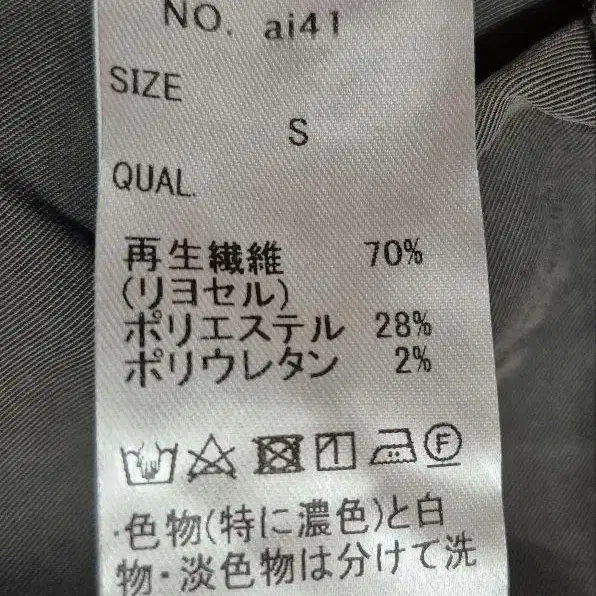 NO. ai41
SIZE
S
QUAL.
再生繊維 70%
(リヨセル)
ポリエステル 28%
ポリウレタン 2%
F
·色物(特に濃色)と白
物·淡色物は分けて洗